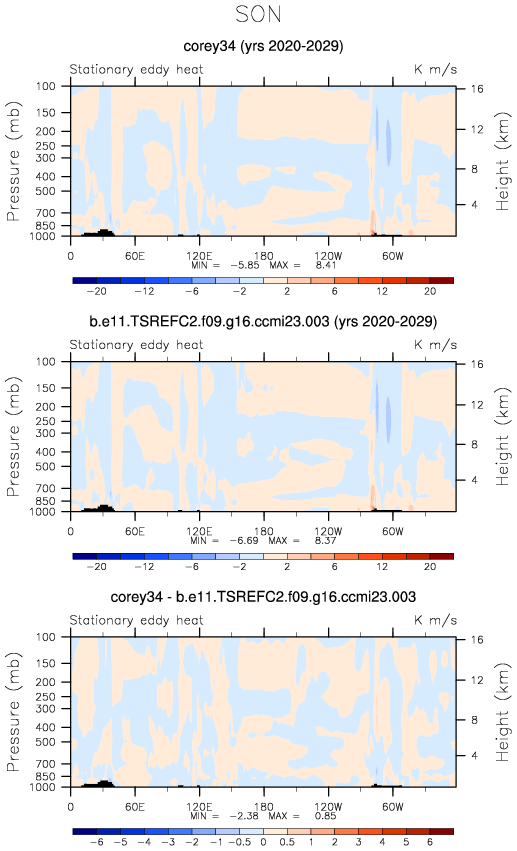 SON
corey34 (yrs 2020-2029)
Stationary eddy heat K m/s
Pressure (mb)
100
150
200
250
300
400
500
700
850
1000
Height (km)
16
12
8
4
0 60E 120E 180 120W 60W
MIN = -5.85 MAX = 8.41
-20 -12 -6 -2 2 6 12 20
b.e11.TSREFC2.f09.g16.ccmi23.003 (yrs 2020-2029)
Stationary eddy heat K m/s
Pressure (mb)
100
150
200
250
300
400
500
700
850
1000
Height (km)
16
12
8
4
0 60E 120E 180 120W 60W
MIN = -6.69 MAX = 8.37
-20 -12 -6 -2 2 6 12 20
corey34 - b.e11.TSREFC2.f09.g16.ccmi23.003
Stationary eddy heat K m/s
Pressure (mb)
100
150
200
250
300
400
500
700
850
1000
Height (km)
16
12
8
4
0 60E 120E 180 120W 60W
MIN = -2.38 MAX = 0.85
-6 -5 -4 -3 -2 -1 -0.5 0 0.5 1 2 3 4 5 6